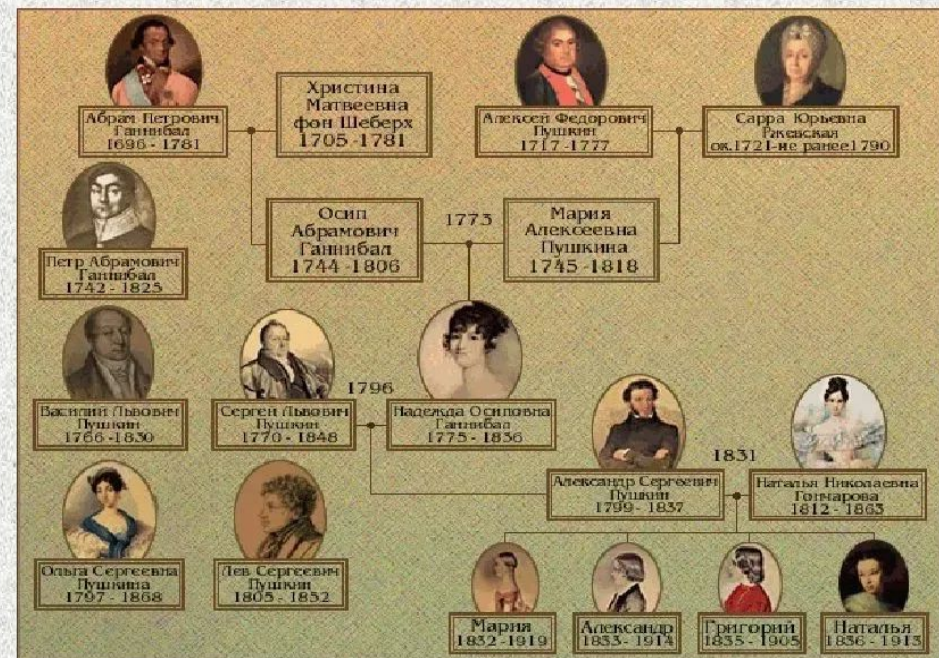 Абрам Петрович
Ганнибал
1696 - 1781
Христина
Матвеевна
фон Шеберх
1705-1781
Алексей Федорович
Пушкин
1717-1777
Сарра Юрьевна
Ржевская
ок.1721-не ранее1790
Петр Абрамович
Ганнибал
1742 - 1825
Осип
Абрамович
Ганнибал
1744 -1806
1773
Мария
Алексеевна
Пушкина
1745 -1818
Василий Львович
Пушкин
1766 -1830
Сергей Львович
Пушкин
1770 - 1848
1796
Надежда Осиповна
Ганнибал
1775 - 1836
Александр Сергеевич
Пушкин
1799 - 1837
1831
Наталья Николаевна
Гончарова
1812 - 1863
Ольга Сергеевна
Пушкина
1797 - 1868
Лев Сергеевич
Пушкин
1805 - 1852
Мария
1832 -1919
Александр
1833 - 1914
Григорий
1835 - 1905
Наталья
1836 - 1913